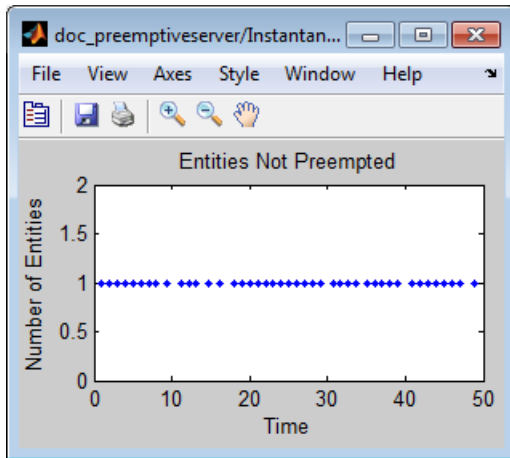 doc_preemptiveserver/Instantan...
File View Axes Style Window Help
Entities Not Preempted
Number of Entities
2
1.5
1
0.5
0
0 10 20 30 40 50
Time